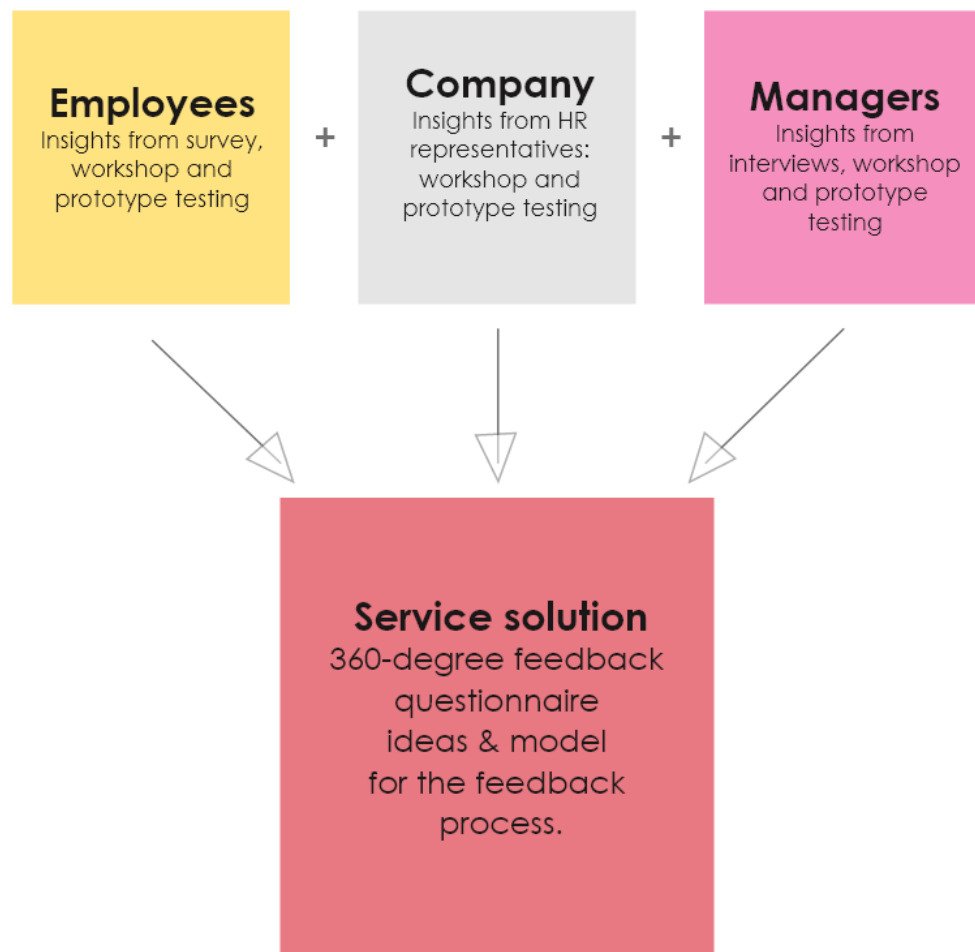 Employees
Insights from survey,
workshop and
prototype testing
+
Company
Insights from HR
representatives:
workshop and
prototype testing
+
Managers
Insights from
interviews, workshop
and prototype
testing
Service solution
360-degree feedback
questionnaire
ideas & model
for the feedback
process.